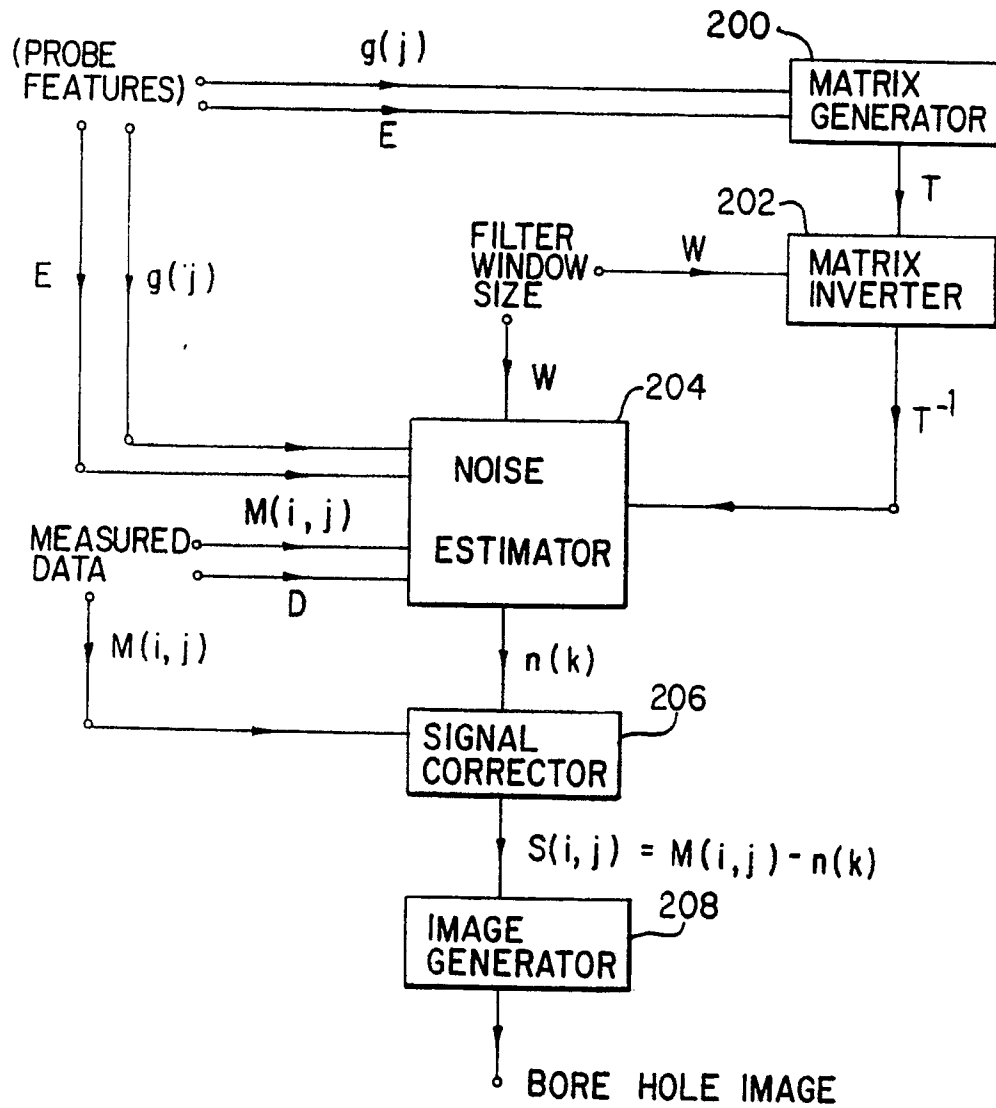 200
(PROBE
FEATURES)
g(j)
E
MATRIX
GENERATOR
T
202
FILTER
WINDOW
SIZE
W
MATRIX
INVERTER
E
g(j)
W
204
T⁻¹
NOISE
ESTIMATOR
M(i,j)
MEASURED
DATA
D
M(i,j)
n(k)
206
SIGNAL
CORRECTOR
S(i,j) = M(i,j) - n(k)
208
IMAGE
GENERATOR
BORE HOLE IMAGE